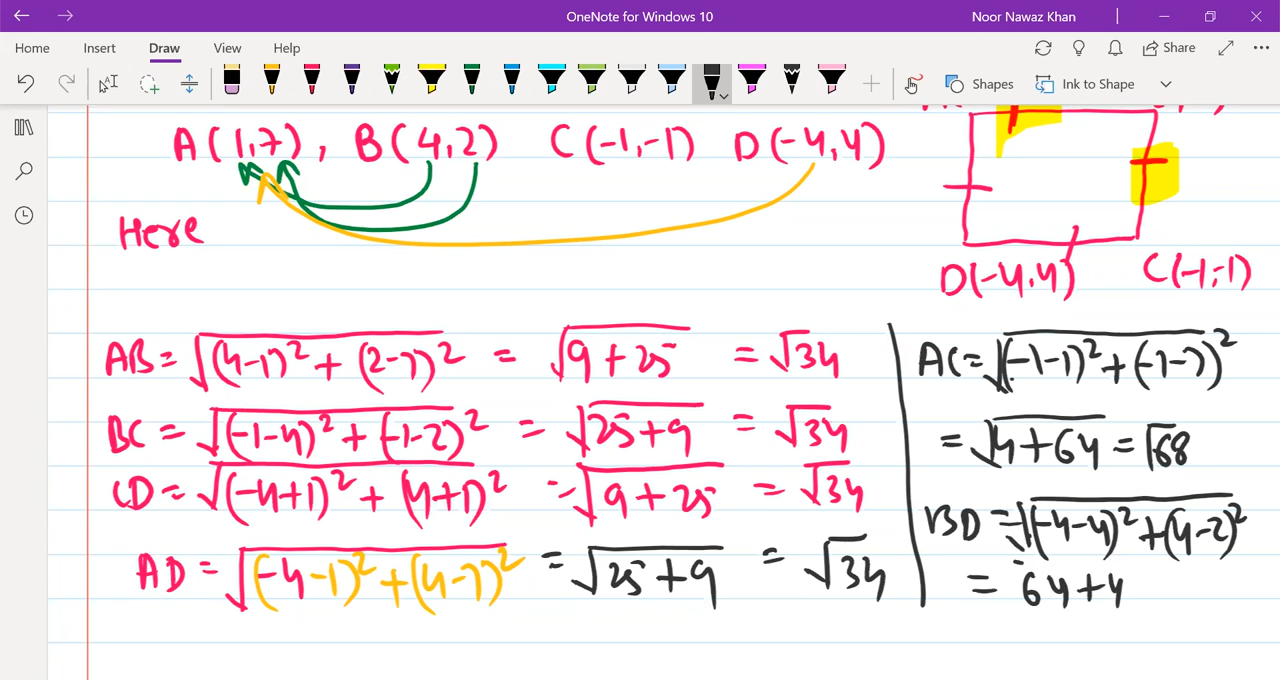 OneNote for Windows 10
Noor Nawaz Khan
Home Insert Draw View Help
Share
Shapes
Ink to Shape
A(1,7), B(4,2) C(-1,-1) D(-4,4)
Here
D(-4,4) C(-1,-1)
AB = √(4-1)² + (2-7)² = √9+25 = √34
BC = √(-1-4)² + (-1-2)² = √25+9 = √34
CD = √(-4+1)² + (4+1)² = √9+25 = √34
AD = √(-4-1)² + (4-7)² = √25+9 = √34
AC = √(-1-1)² + (-1-7)²
= √4+64 = √68
BD = √(-4-4)² + (4-2)²
= 64+4